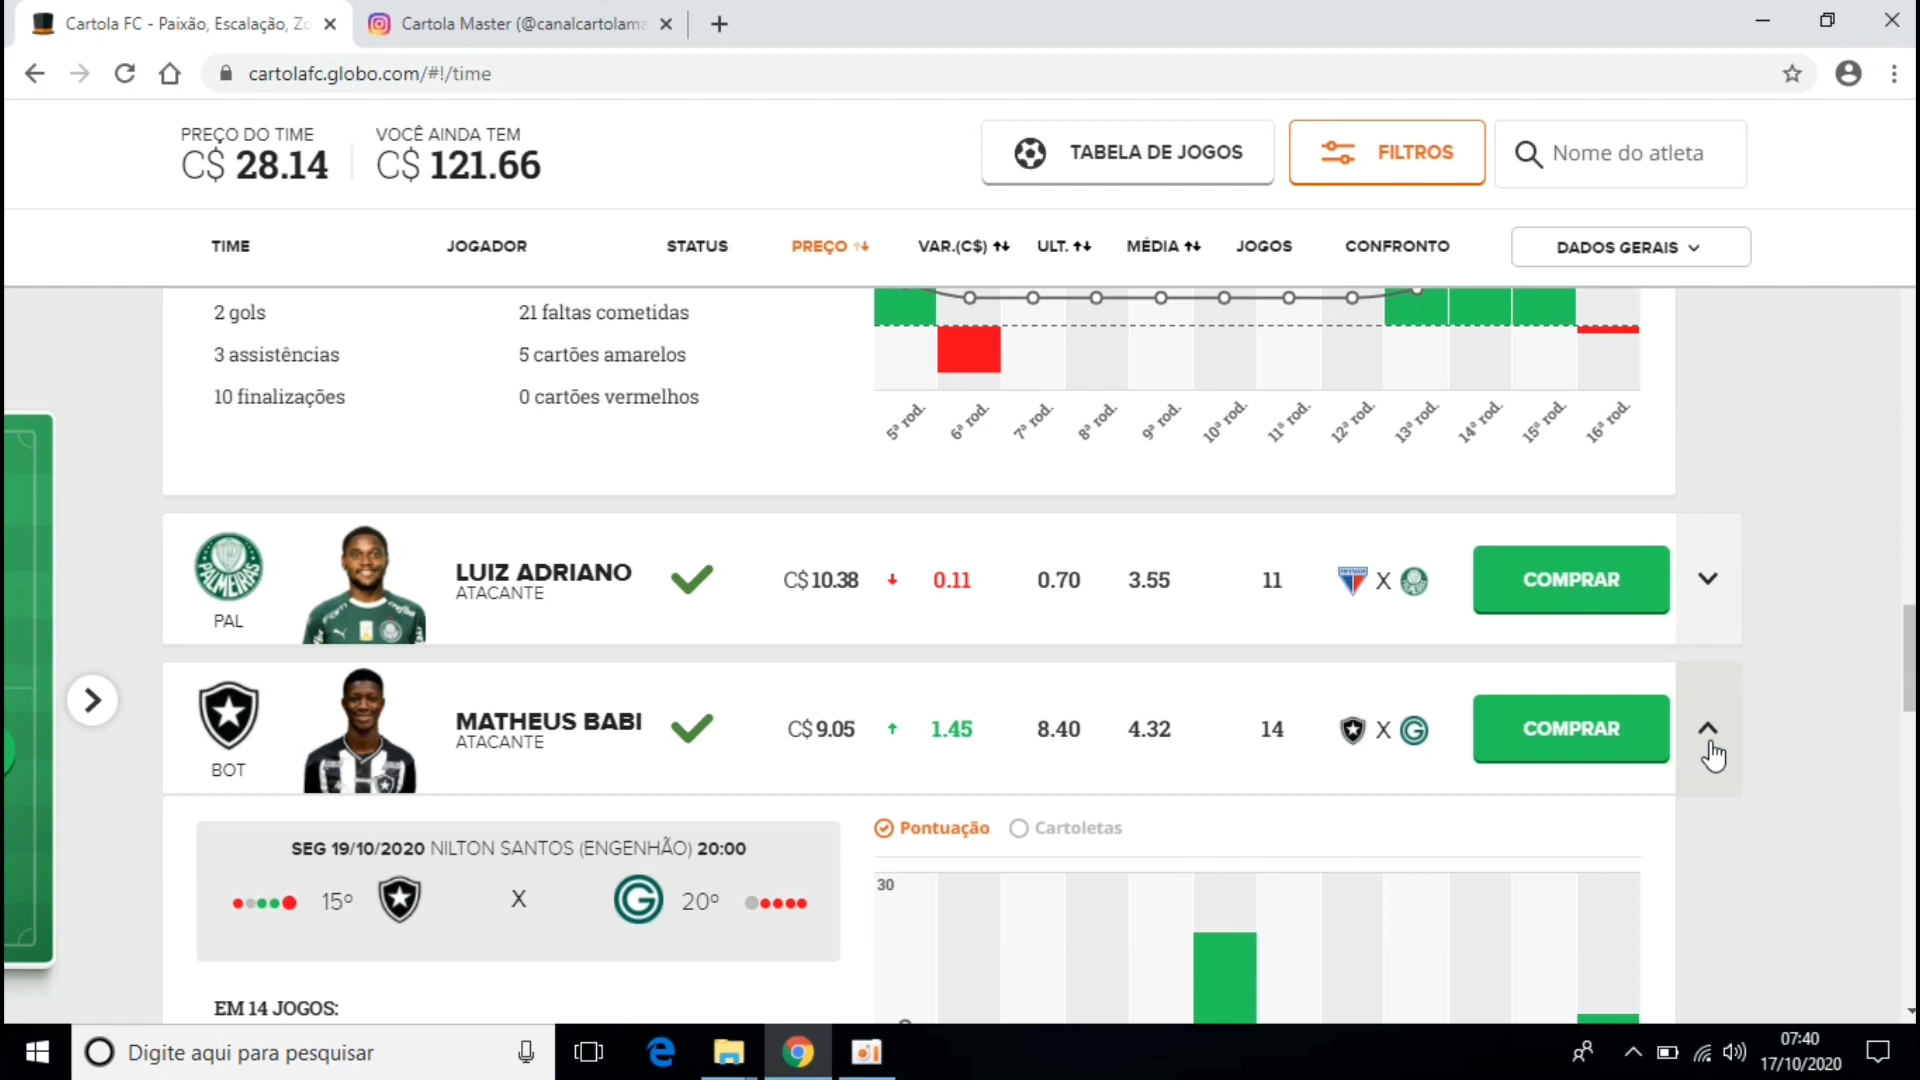 Cartola FC - Paixão, Escalação, Zo
Cartola Master (@canalcartolama
cartolafc.globo.com/#!/time
PREÇO DO TIME
C$ 28.14
VOCÊ AINDA TEM
C$ 121.66
TABELA DE JOGOS
FILTROS
Nome do atleta
TIME JOGADOR STATUS PREÇO VAR.(C$) ULT. MÉDIA JOGOS CONFRONTO DADOS GERAIS
2 gols
21 faltas cometidas
3 assistências
5 cartões amarelos
10 finalizações
0 cartões vermelhos
5ª rod. 6ª rod. 7ª rod. 8ª rod. 9ª rod. 10ª rod. 11ª rod. 12ª rod. 13ª rod. 14ª rod. 15ª rod. 16ª rod.
PALMEIRAS
PAL
LUIZ ADRIANO
ATACANTE
C$ 10.38 0.11 0.70 3.55 11 X COMPRAR
BOT
MATHEUS BABI
ATACANTE
C$ 9.05 1.45 8.40 4.32 14 X COMPRAR
SEG 19/10/2020 NILTON SANTOS (ENGENHÃO) 20:00
15º X 20º
EM 14 JOGOS:
Pontuação Cartoletas
30
Digite aqui para pesquisar
07:40
17/10/2020